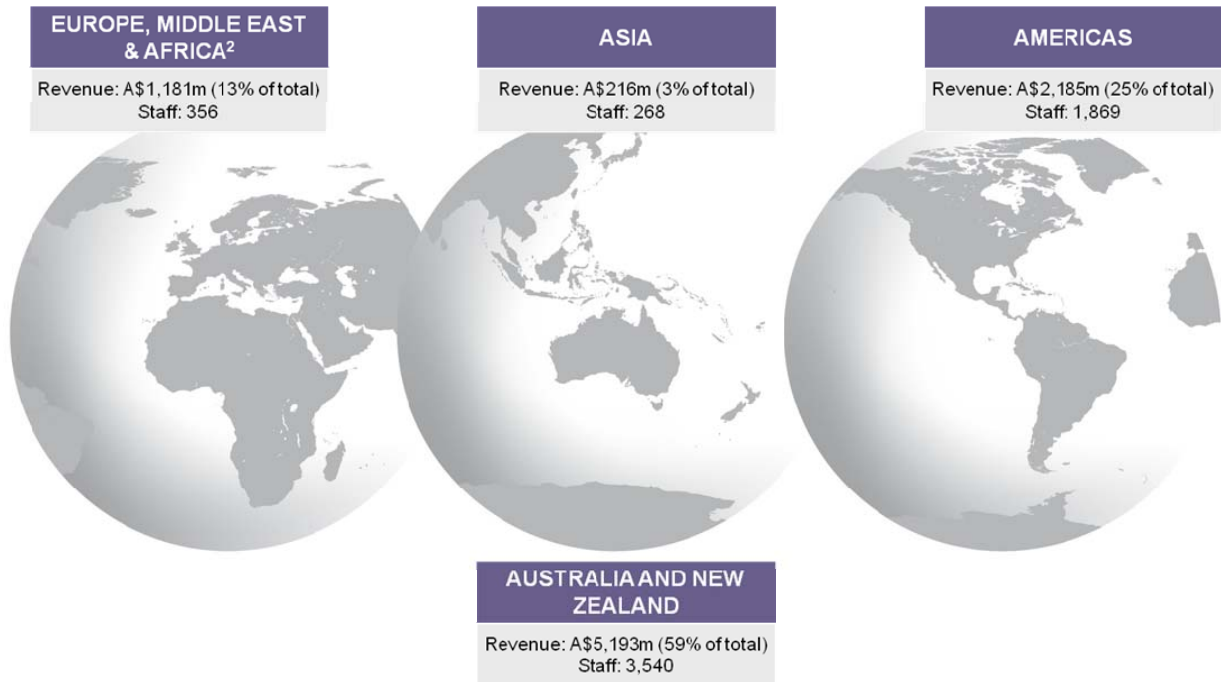 EUROPE, MIDDLE EAST
& AFRICA²
Revenue: A$1,181m (13% of total)
Staff: 356
ASIA
Revenue: A$216m (3% of total)
Staff: 268
AMERICAS
Revenue: A$2,185m (25% of total)
Staff: 1,869
AUSTRALIA AND NEW
ZEALAND
Revenue: A$5,193m (59% of total)
Staff: 3,540